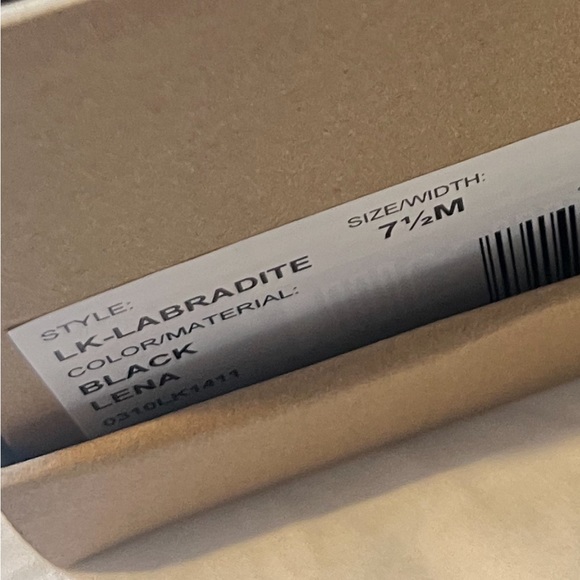 STYLE:
LK-LABRADITE
COLOR/MATERIAL:
BLACK
LENA
0310LK1411
SIZE/WIDTH:
7½M